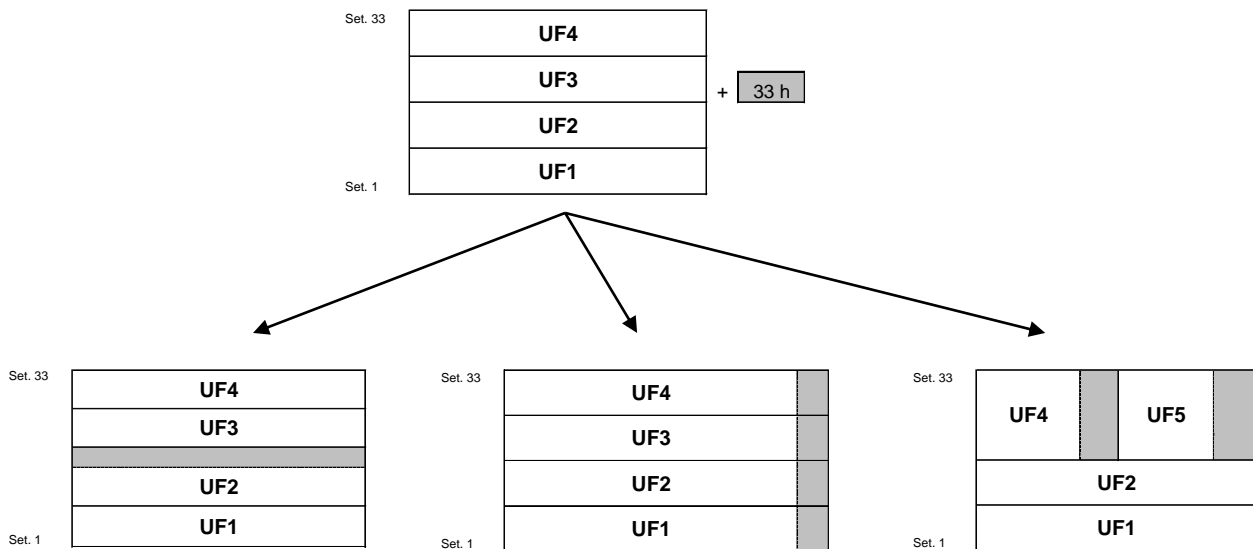 Set. 33
UF4
UF3
+ 33 h
UF2
UF1
Set. 1
Set. 33
UF4
UF3
UF2
UF1
Set. 1
Set. 33
UF4
UF3
UF2
UF1
Set. 1
Set. 33
UF4 UF5
UF2
UF1
Set. 1